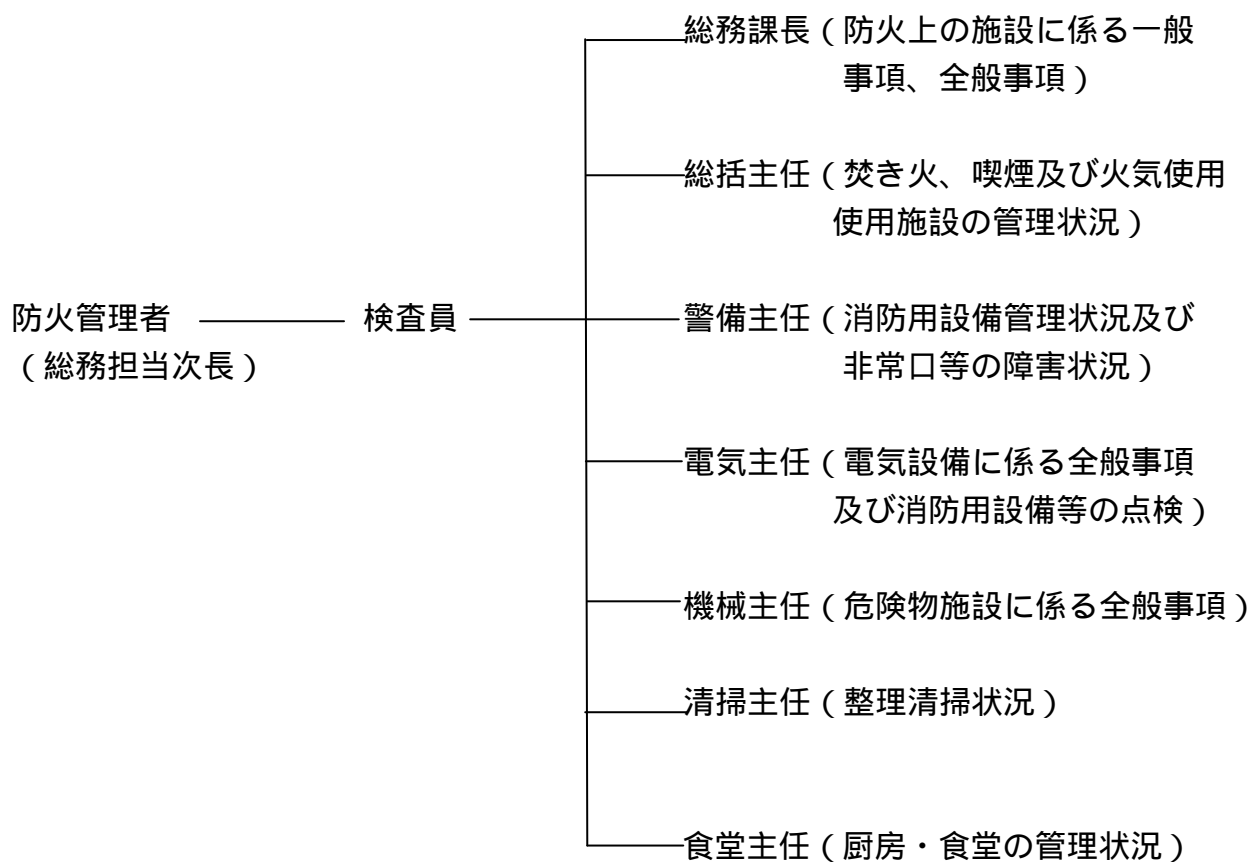 総務課長（防火上の施設に係る一般
事項、全般事項）
総括主任（焚き火、喫煙及び火気使用
使用施設の管理状況）
防火管理者
（総務担当次長）
検査員
警備主任（消防用設備管理状況及び
非常口等の障害状況）
電気主任（電気設備に係る全般事項
及び消防用設備等の点検）
機械主任（危険物施設に係る全般事項）
清掃主任（整理清掃状況）
食堂主任（厨房・食堂の管理状況）